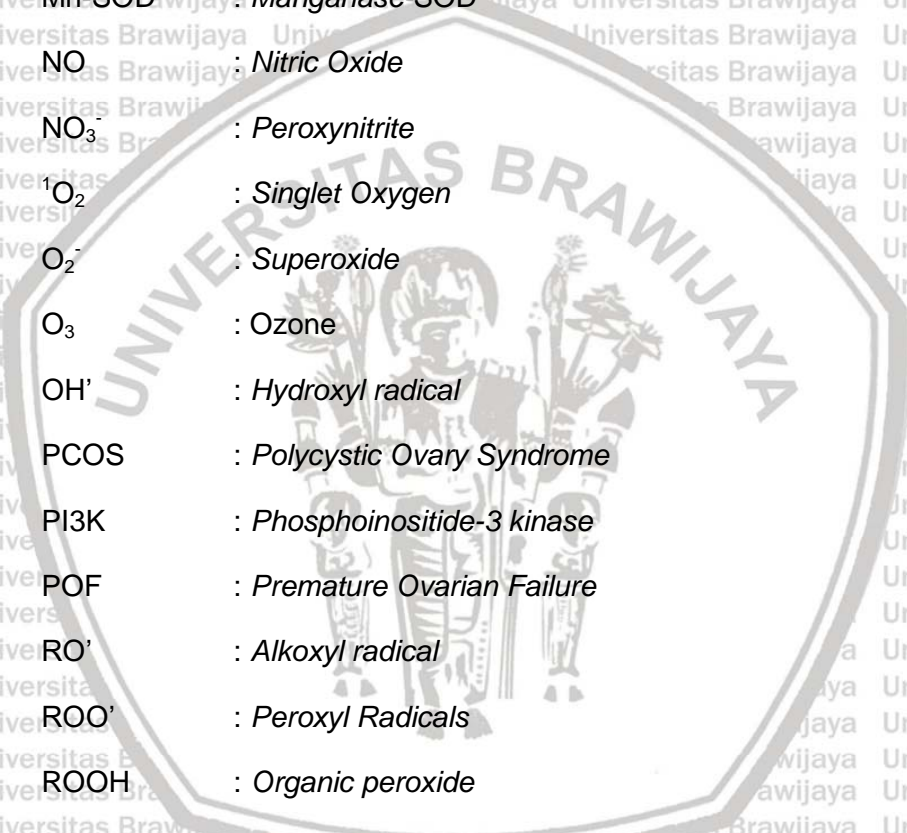 Mn-SOD : Manganase-SOD
NO : Nitric Oxide
NO₃⁻ : Peroxynitrite
¹O₂ : Singlet Oxygen
O₂⁻ : Superoxide
O₃ : Ozone
OH’ : Hydroxyl radical
PCOS : Polycystic Ovary Syndrome
PI3K : Phosphoinositide-3 kinase
POF : Premature Ovarian Failure
RO’ : Alkoxyl radical
ROO’ : Peroxyl Radicals
ROOH : Organic peroxide
UNIVERSITAS BRAWIJAYA